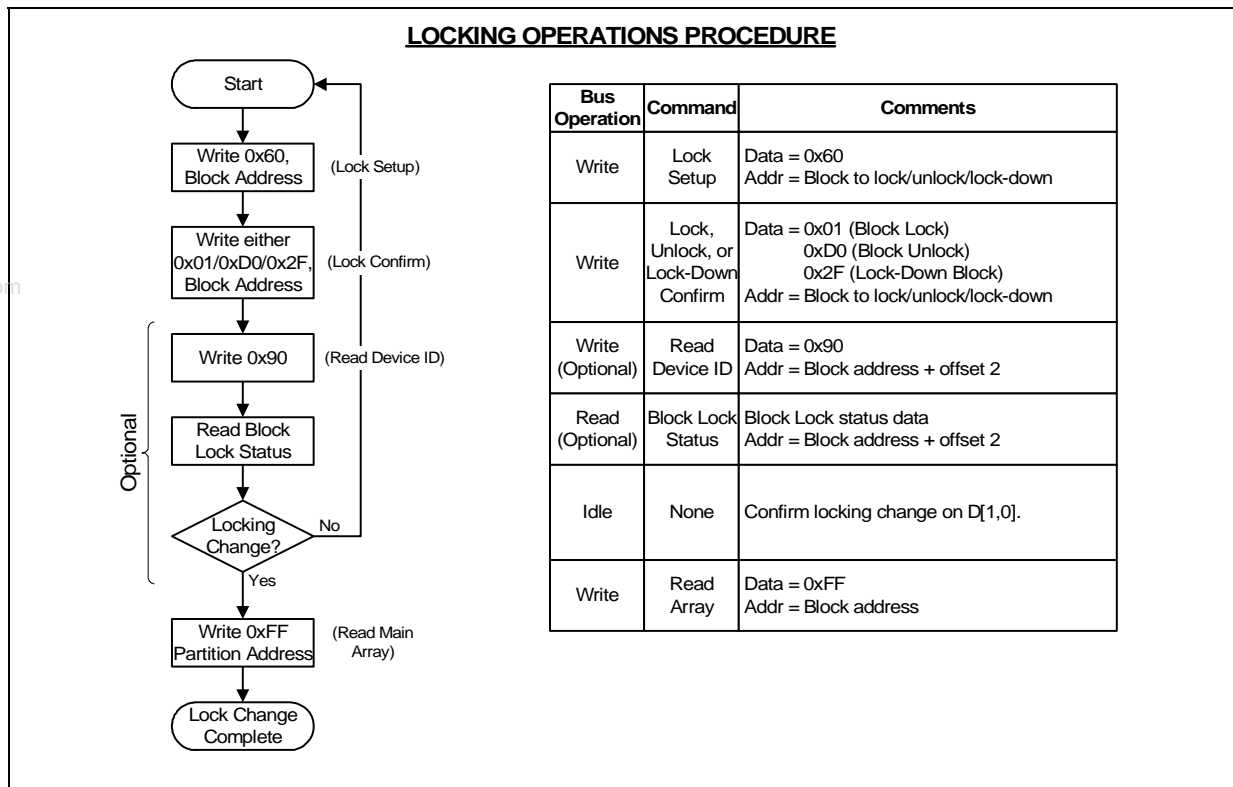 LOCKING OPERATIONS PROCEDURE
Start
Write 0x60,
Block Address
(Lock Setup)
Write either
0x01/0xD0/0x2F,
Block Address
(Lock Confirm)
om
Optional
Write 0x90
(Read Device ID)
Read Block
Lock Status
Locking
Change?
No
Yes
Write 0xFF
Partition Address
(Read Main
Array)
Lock Change
Complete
Bus
Operation
Command
Comments
Write
Lock
Setup
Data = 0x60
Addr = Block to lock/unlock/lock-down
Write
Lock,
Unlock, or
Lock-Down
Confirm
Data = 0x01 (Block Lock)
0xD0 (Block Unlock)
0x2F (Lock-Down Block)
Addr = Block to lock/unlock/lock-down
Write
(Optional)
Read
Device ID
Data = 0x90
Addr = Block address + offset 2
Read
(Optional)
Block Lock
Status
Block Lock status data
Addr = Block address + offset 2
Idle
None
Confirm locking change on D[1,0].
Write
Read
Array
Data = 0xFF
Addr = Block address